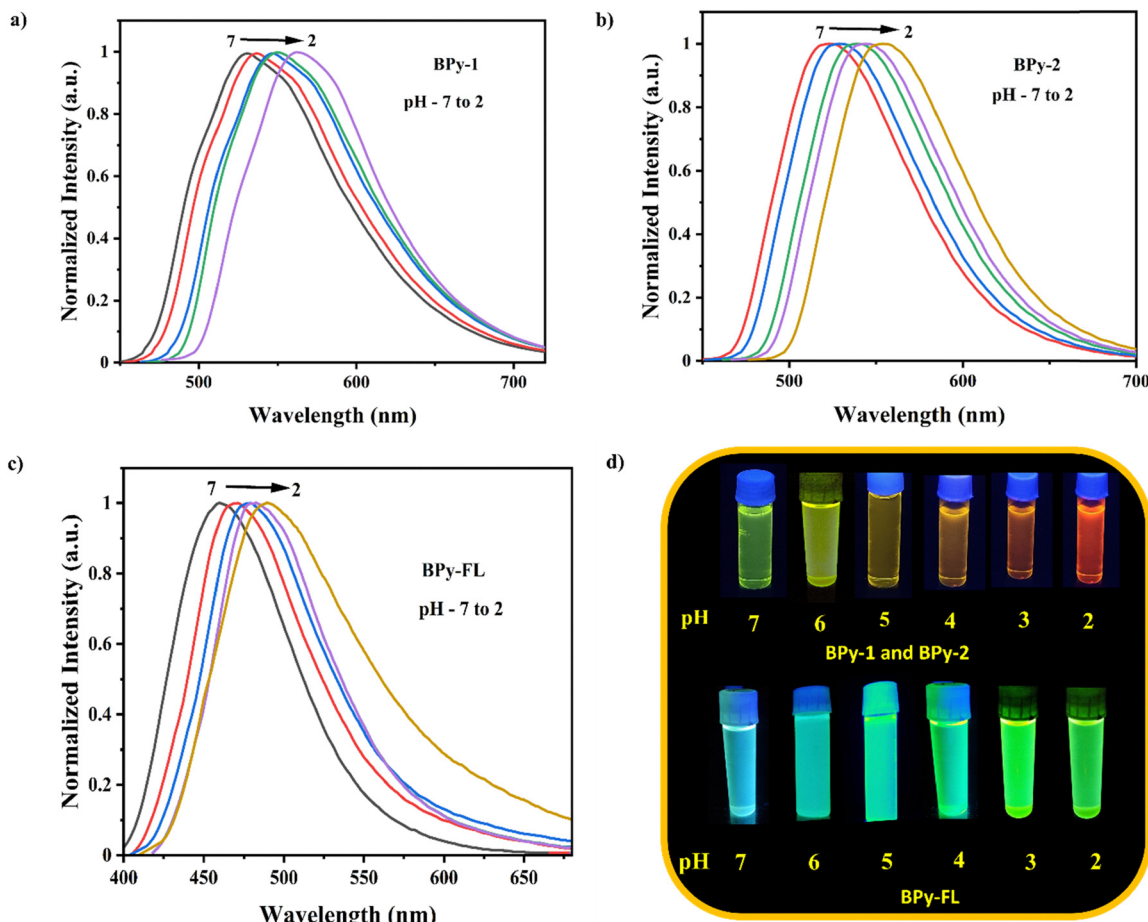 a)
7 2
BPy-1
pH - 7 to 2
Normalized Intensity (a.u.)
1
0.8
0.6
0.4
0.2
0
500 600 700
Wavelength (nm)
b)
7 2
BPy-2
pH - 7 to 2
Normalized Intensity (a.u.)
1
0.8
0.6
0.4
0.2
0
500 600 700
Wavelength (nm)
c)
7 2
BPy-FL
pH - 7 to 2
Normalized Intensity (a.u.)
1
0.8
0.6
0.4
0.2
0
400 450 500 550 600 650
Wavelength (nm)
d)
pH 7 6 5 4 3 2
BPy-1 and BPy-2
pH 7 6 5 4 3 2
BPy-FL